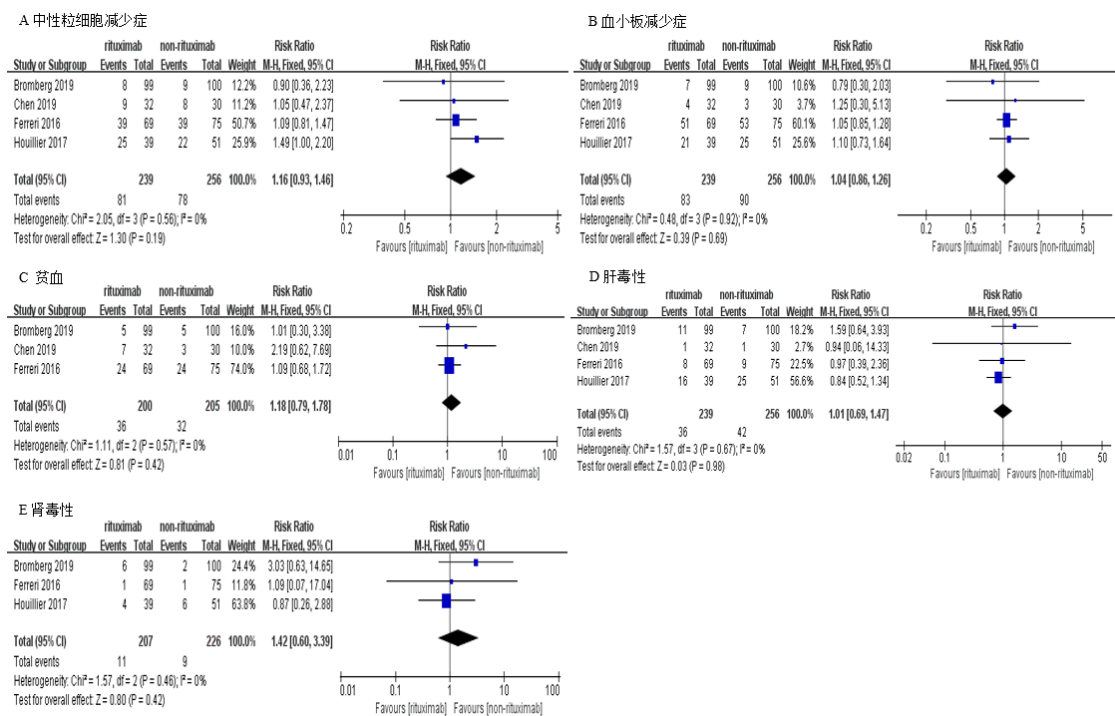 A 中性粒细胞减少症
rituximab non-rituximab Risk Ratio Risk Ratio
Study or Subgroup Events Total Events Total Weight M-H, Fixed, 95% CI M-H, Fixed, 95% CI
Bromberg 2019 8 99 9 100 12.2% 0.90 [0.36, 2.23]
Chen 2019 9 32 8 30 11.2% 1.05 [0.47, 2.37]
Ferreri 2016 39 69 39 75 50.7% 1.09 [0.81, 1.47]
Houillier 2017 25 39 22 51 25.9% 1.49 [1.00, 2.20]
Total (95% CI) 239 256 100.0% 1.16 [0.93, 1.46]
Total events 81 78
Heterogeneity: Chi² = 2.05, df = 3 (P = 0.56); I² = 0%
Test for overall effect: Z = 1.30 (P = 0.19)
0.2 0.5 1 2 5
Favours [rituximab] Favours [non-rituximab]
B 血小板减少症
rituximab non-rituximab Risk Ratio Risk Ratio
Study or Subgroup Events Total Events Total Weight M-H, Fixed, 95% CI M-H, Fixed, 95% CI
Bromberg 2019 7 99 9 100 10.6% 0.79 [0.30, 2.03]
Chen 2019 4 32 3 30 3.7% 1.25 [0.30, 5.13]
Ferreri 2016 51 69 53 75 60.1% 1.05 [0.85, 1.28]
Houillier 2017 21 39 25 51 25.6% 1.10 [0.73, 1.64]
Total (95% CI) 239 256 100.0% 1.04 [0.86, 1.26]
Total events 83 90
Heterogeneity: Chi² = 0.48, df = 3 (P = 0.92); I² = 0%
Test for overall effect: Z = 0.39 (P = 0.69)
0.2 0.5 1 2 5
Favours [rituximab] Favours [non-rituximab]
C 贫血
rituximab non-rituximab Risk Ratio Risk Ratio
Study or Subgroup Events Total Events Total Weight M-H, Fixed, 95% CI M-H, Fixed, 95% CI
Bromberg 2019 5 99 5 100 16.0% 1.01 [0.30, 3.38]
Chen 2019 7 32 3 30 10.0% 2.19 [0.62, 7.69]
Ferreri 2016 24 69 24 75 74.0% 1.09 [0.68, 1.72]
Total (95% CI) 200 205 100.0% 1.18 [0.79, 1.78]
Total events 36 32
Heterogeneity: Chi² = 1.11, df = 2 (P = 0.57); I² = 0%
Test for overall effect: Z = 0.81 (P = 0.42)
0.01 0.1 1 10 100
Favours [rituximab] Favours [non-rituximab]
D 肝毒性
rituximab non-rituximab Risk Ratio Risk Ratio
Study or Subgroup Events Total Events Total Weight M-H, Fixed, 95% CI M-H, Fixed, 95% CI
Bromberg 2019 11 99 7 100 18.2% 1.59 [0.64, 3.93]
Chen 2019 1 32 1 30 2.7% 0.94 [0.06, 14.33]
Ferreri 2016 8 69 9 75 22.5% 0.97 [0.39, 2.36]
Houillier 2017 16 39 25 51 56.6% 0.84 [0.52, 1.34]
Total (95% CI) 239 256 100.0% 1.01 [0.69, 1.47]
Total events 36 42
Heterogeneity: Chi² = 1.57, df = 3 (P = 0.67); I² = 0%
Test for overall effect: Z = 0.03 (P = 0.98)
0.02 0.1 1 10 50
Favours [rituximab] Favours [non-rituximab]
E 肾毒性
rituximab non-rituximab Risk Ratio Risk Ratio
Study or Subgroup Events Total Events Total Weight M-H, Fixed, 95% CI M-H, Fixed, 95% CI
Bromberg 2019 6 99 2 100 24.4% 3.03 [0.63, 14.65]
Ferreri 2016 1 69 1 75 11.8% 1.09 [0.07, 17.04]
Houillier 2017 4 39 6 51 63.8% 0.87 [0.26, 2.88]
Total (95% CI) 207 226 100.0% 1.42 [0.60, 3.39]
Total events 11 9
Heterogeneity: Chi² = 1.57, df = 2 (P = 0.46); I² = 0%
Test for overall effect: Z = 0.80 (P = 0.42)
0.01 0.1 1 10 100
Favours [rituximab] Favours [non-rituximab]